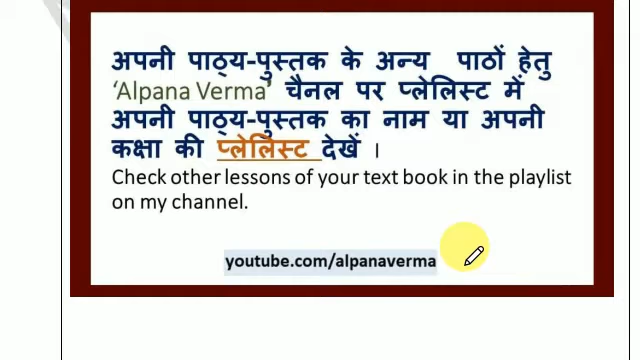 अपनी पाठ्य-पुस्तक के अन्य पाठों हेतु
‘Alpana Verma’ चैनल पर प्लेलिस्ट में
अपनी पाठ्य-पुस्तक का नाम या अपनी
कक्षा की प्लेलिस्ट देखें ।
Check other lessons of your text book in the playlist
on my channel.
youtube.com/alpanaverma